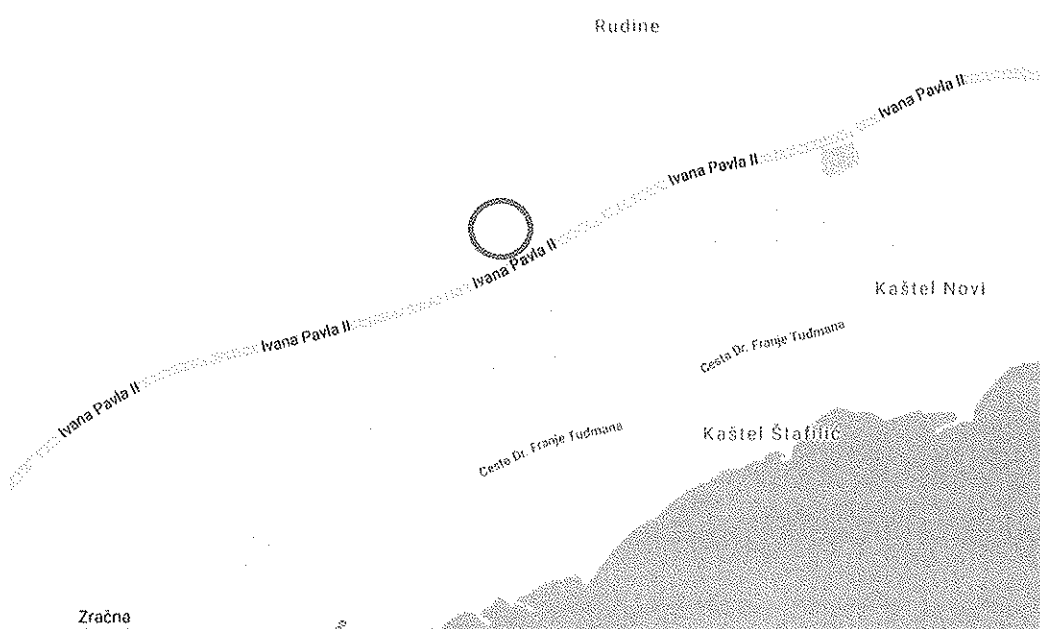 Rudine
Ivana Pavla II
Ivana Pavla II
Ivana Pavla II
Kaštel Novi
Ivana Pavla II
Cesta Dr. Franje Tuđmana
Ivana Pavla II
Cesta Dr. Franje Tuđmana
Kaštel Štafilić
Zračna